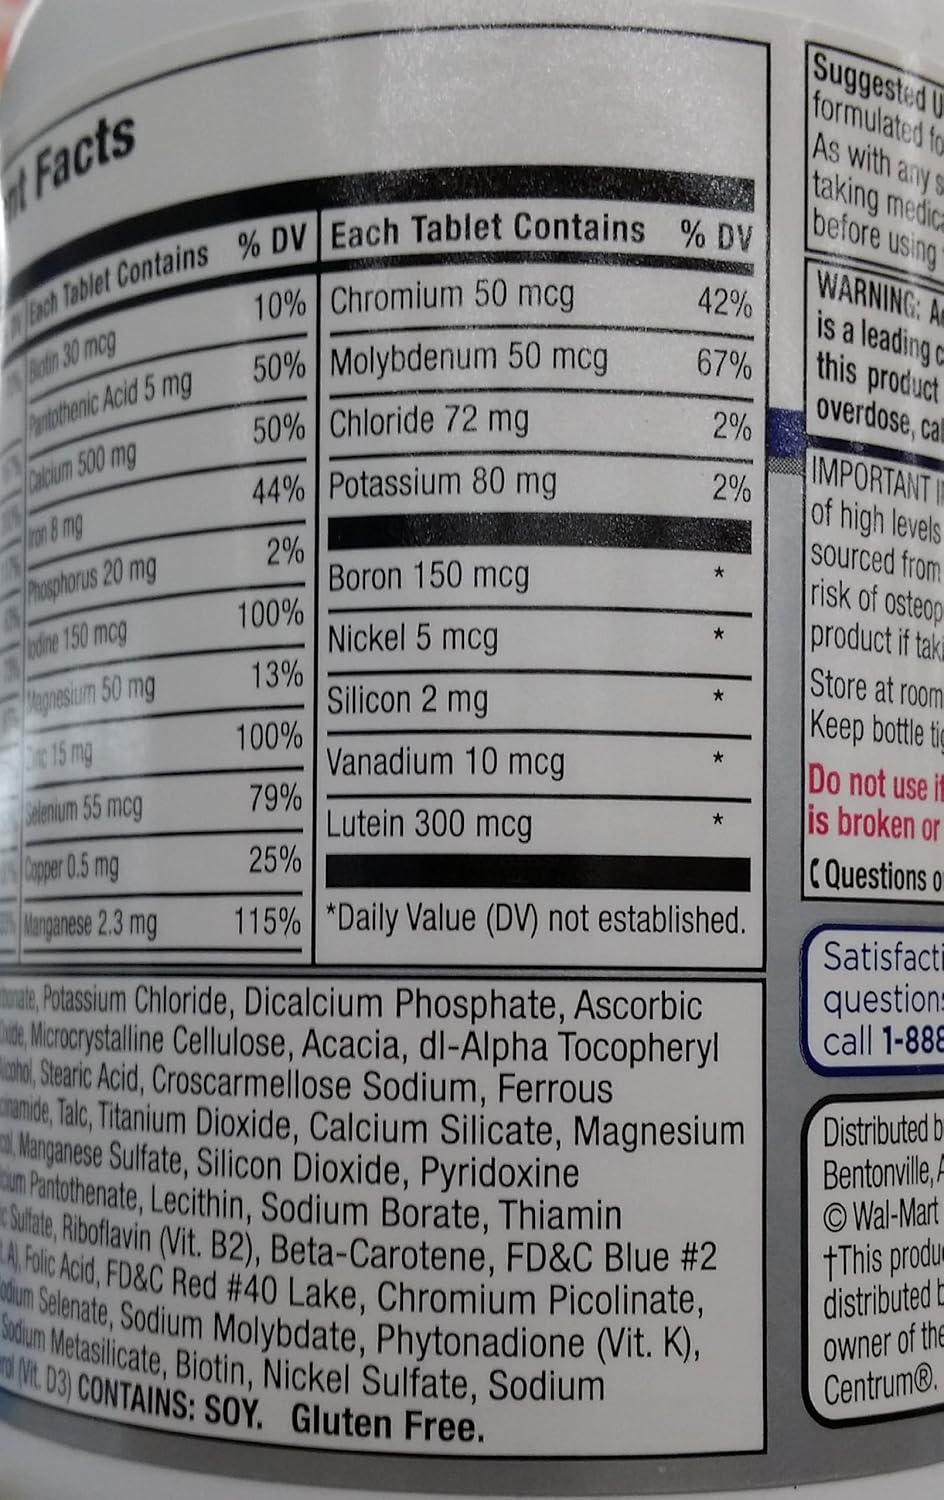 Facts
Each Tablet Contains % DV
Biotin 30 mcg 10%
Pantothenic Acid 5 mg 50%
Calcium 500 mg 50%
Iron 8 mg 44%
Phosphorus 20 mg 2%
Iodine 150 mcg 100%
Magnesium 50 mg 13%
Zinc 15 mg 100%
Selenium 55 mcg 79%
Copper 0.5 mg 25%
Manganese 2.3 mg 115%
Each Tablet Contains % DV
Chromium 50 mcg 42%
Molybdenum 50 mcg 67%
Chloride 72 mg 2%
Potassium 80 mg 2%
Boron 150 mcg *
Nickel 5 mcg *
Silicon 2 mg *
Vanadium 10 mcg *
Lutein 300 mcg *
*Daily Value (DV) not established.
Potassium Chloride, Dicalcium Phosphate, Ascorbic
Microcrystalline Cellulose, Acacia, dl-Alpha Tocopheryl
Stearic Acid, Croscarmellose Sodium, Ferrous
Talc, Titanium Dioxide, Calcium Silicate, Magnesium
Manganese Sulfate, Silicon Dioxide, Pyridoxine
Pantothenate, Lecithin, Sodium Borate, Thiamin
Sulfate, Riboflavin (Vit. B2), Beta-Carotene, FD&C Blue #2
A), Folic Acid, FD&C Red #40 Lake, Chromium Picolinate,
Selenate, Sodium Molybdate, Phytonadione (Vit. K),
Sodium Metasilicate, Biotin, Nickel Sulfate, Sodium
(Vit. D3) CONTAINS: SOY. Gluten Free.
Suggested U
formulated fo
As with any s
taking medic
before using
WARNING: A
is a leading c
this product
overdose, cal
IMPORTANT I
of high levels
sourced from
risk of osteop
product if taki
Store at room
Keep bottle tig
Do not use if
is broken or
Questions o
Satisfacti
questions
call 1-888
Distributed b
Bentonville, A
© Wal-Mart
†This produ
distributed b
owner of the
Centrum®.